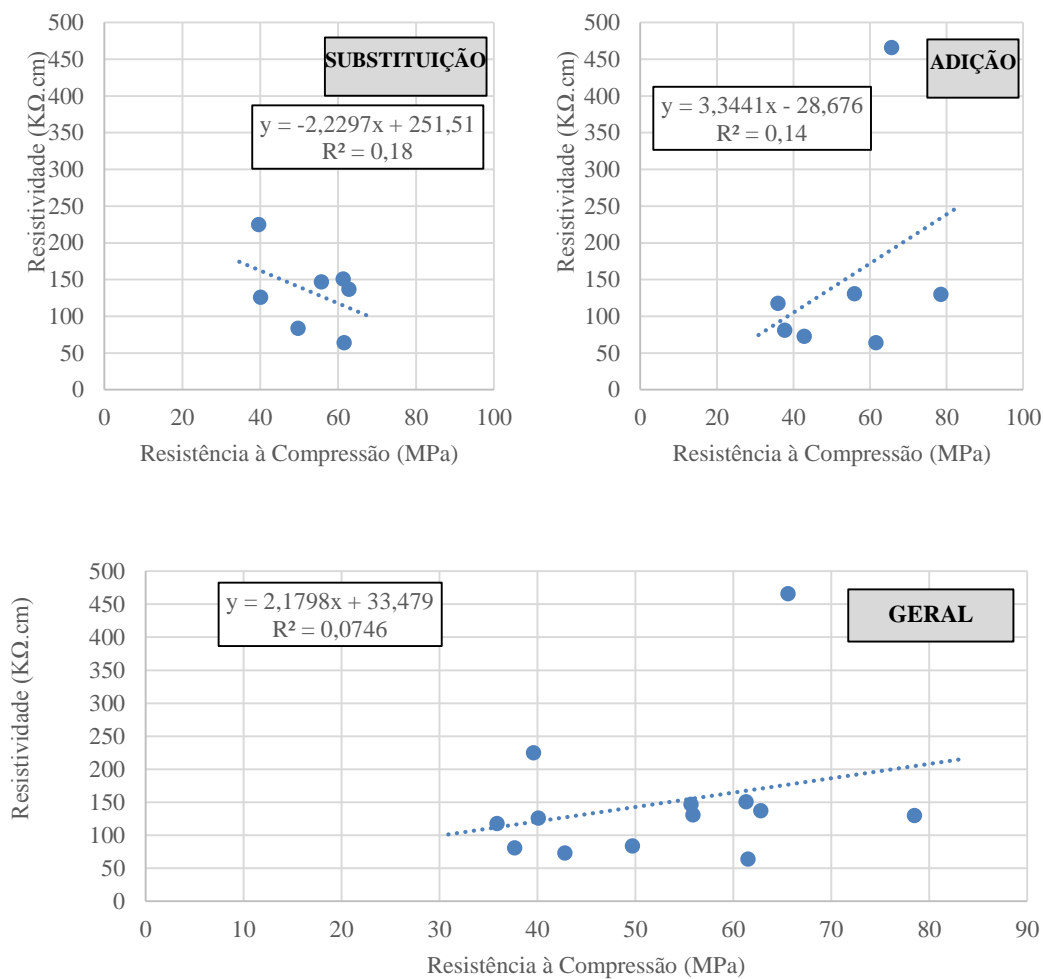 500
450
400
350
300
250
200
150
100
50
0
Resistividade (KΩ.cm)
SUBSTITUIÇÃO
y = -2,2297x + 251,51
R² = 0,18
0 20 40 60 80 100
Resistência à Compressão (MPa)
500
450
400
350
300
250
200
150
100
50
0
Resistividade (KΩ.cm)
ADIÇÃO
y = 3,3441x - 28,676
R² = 0,14
0 20 40 60 80 100
Resistência à Compressão (MPa)
500
450
400
350
300
250
200
150
100
50
0
Resistividade (KΩ.cm)
y = 2,1798x + 33,479
R² = 0,0746
GERAL
0 10 20 30 40 50 60 70 80 90
Resistência à Compressão (MPa)